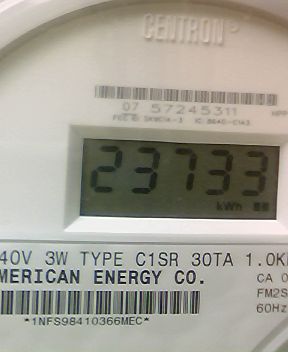 CENTRON®
07 57245311
23733
kWh
40V 3W TYPE C1SR 30TA 1.0K
MERICAN ENERGY CO.
CA 0
FM2S
60Hz
*1NFS98410366MEC*